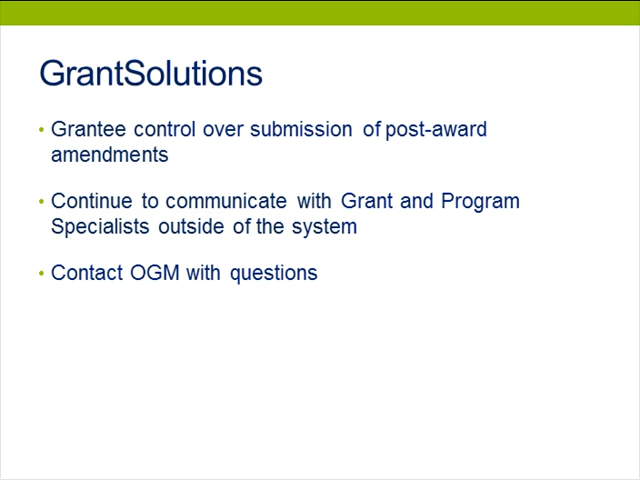 GrantSolutions
• Grantee control over submission of post-award
amendments
• Continue to communicate with Grant and Program
Specialists outside of the system
• Contact OGM with questions